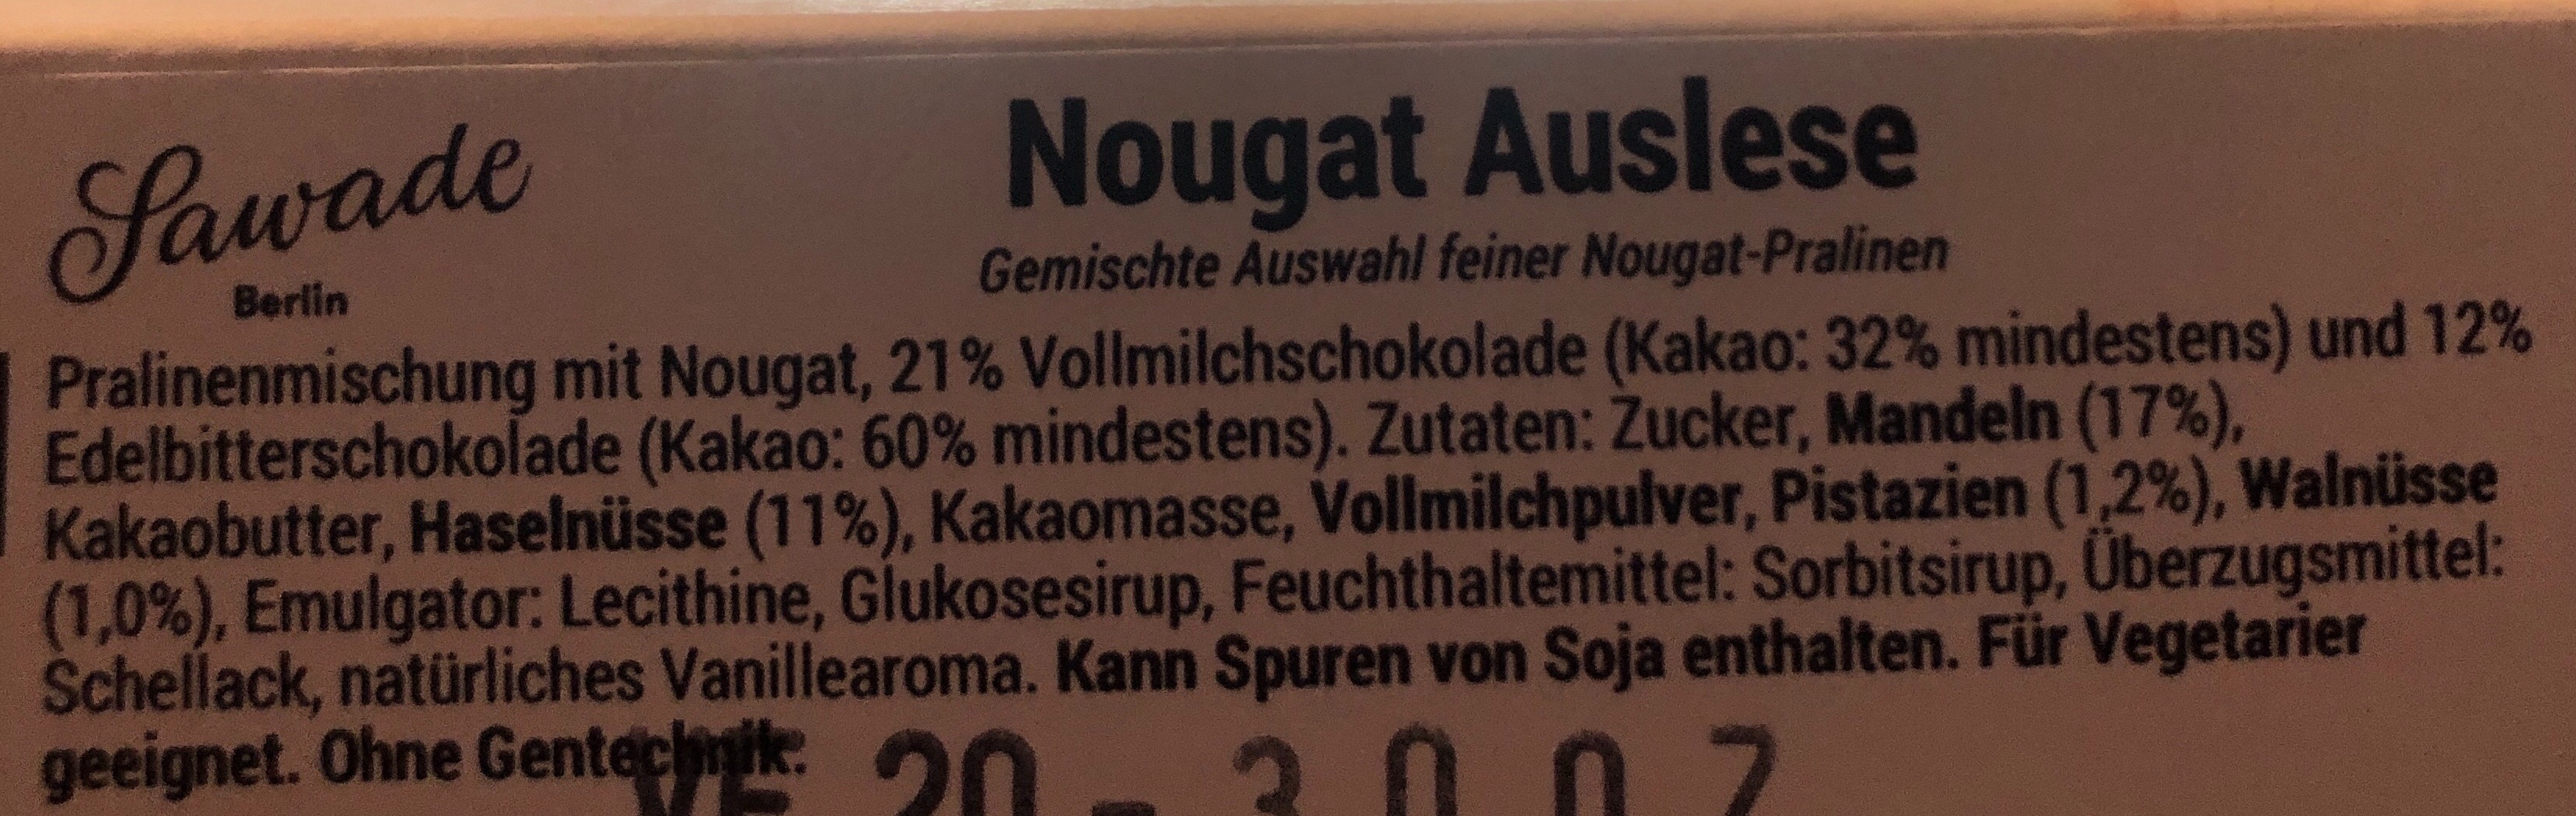 Sawade
Berlin
Nougat Auslese
Gemischte Auswahl feiner Nougat-Pralinen
Pralinenmischung mit Nougat, 21% Vollmilchschokolade (Kakao: 32% mindestens) und 12%
Edelbitterschokolade (Kakao: 60% mindestens). Zutaten: Zucker, Mandeln (17%),
Kakaobutter, Haselnüsse (11%), Kakaomasse, Vollmilchpulver, Pistazien (1,2%), Walnüsse
(1,0%), Emulgator: Lecithine, Glukosesirup, Feuchthaltemittel: Sorbitsirup, Überzugsmittel:
Schellack, natürliches Vanillearoma. Kann Spuren von Soja enthalten. Für Vegetarier
geeignet. Ohne Gentechnik.